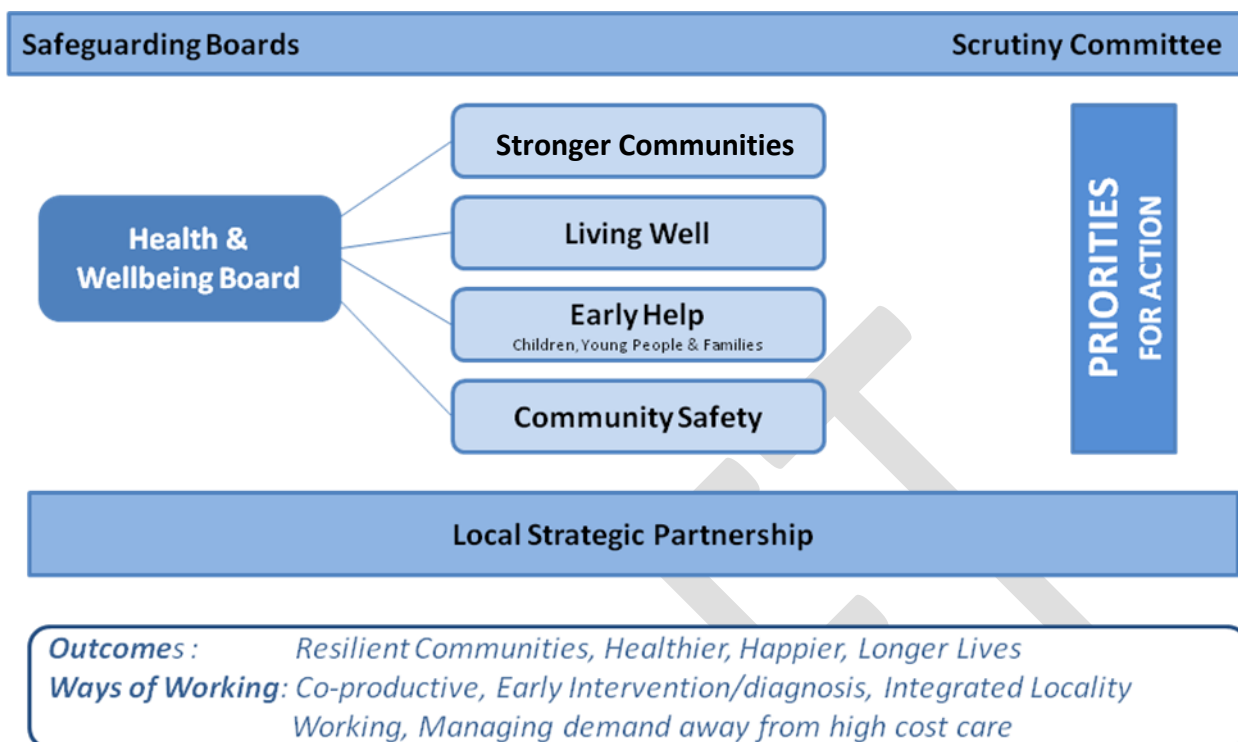 Safeguarding Boards Scrutiny Committee
Stronger Communities
Health &
Wellbeing Board
Living Well
Early Help
Children, Young People & Families
Community Safety
PRIORITIES
FOR ACTION
Local Strategic Partnership
Outcomes : Resilient Communities, Healthier, Happier, Longer Lives
Ways of Working: Co-productive, Early Intervention/diagnosis, Integrated Locality
Working, Managing demand away from high cost care